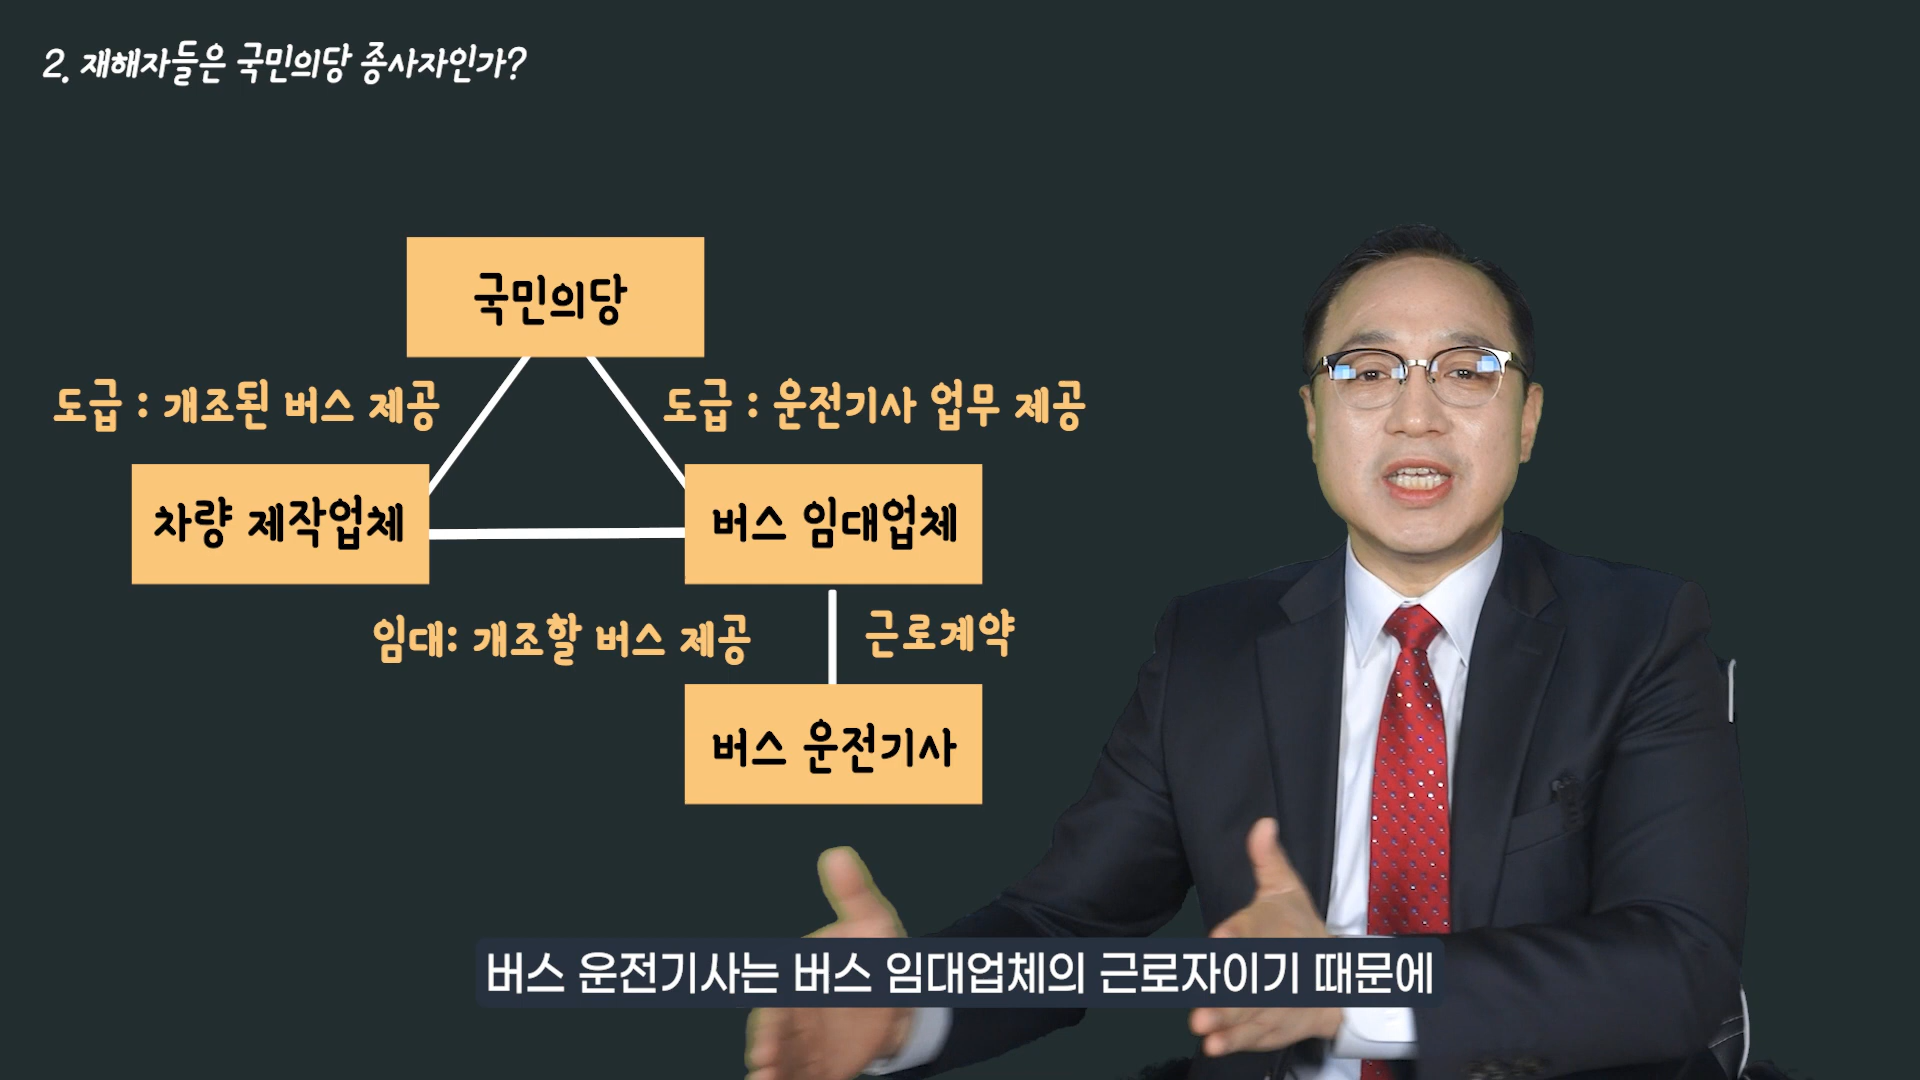 2. 재해자들은 국민의당 종사자인가?
국민의당
도급 : 개조된 버스 제공
도급 : 운전기사 업무 제공
차량 제작업체
버스 임대업체
임대: 개조할 버스 제공
근로계약
버스 운전기사
버스 운전기사는 버스 임대업체의 근로자이기 때문에